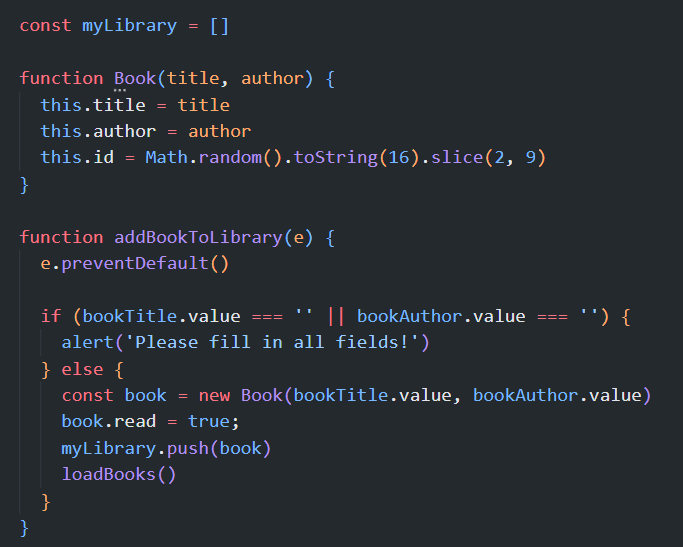 const myLibrary = []
function Book(title, author) {
this.title = title
this.author = author
this.id = Math.random().toString(16).slice(2, 9)
}
function addBookToLibrary(e) {
e.preventDefault()
if (bookTitle.value === '' || bookAuthor.value === '') {
alert('Please fill in all fields!')
} else {
const book = new Book(bookTitle.value, bookAuthor.value)
book.read = true;
myLibrary.push(book)
loadBooks()
}
}